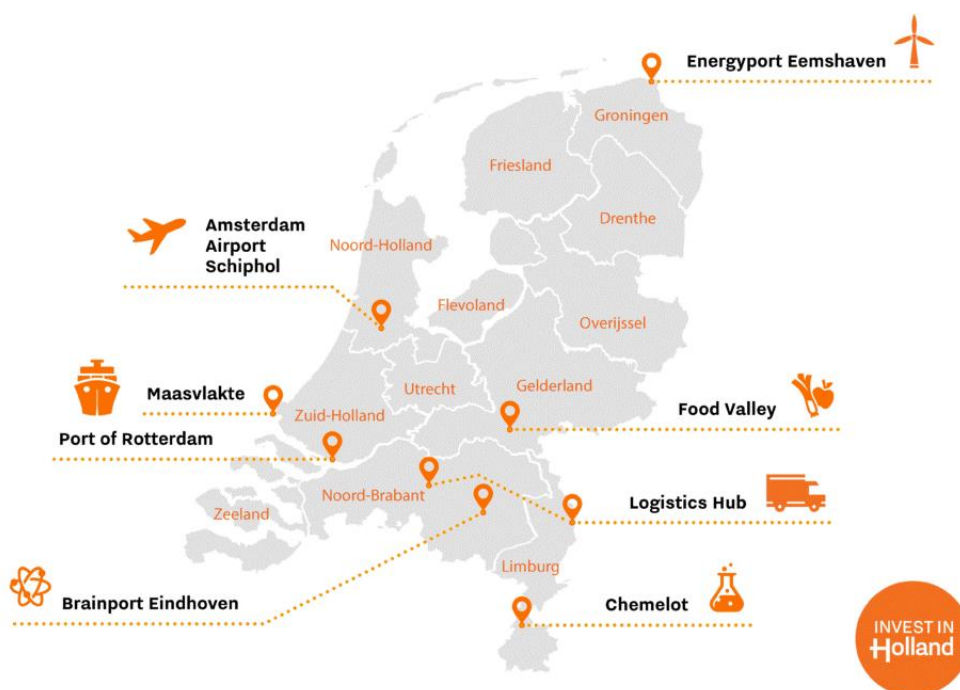 Energyport Eemshaven
Groningen
Friesland
Drenthe
Amsterdam
Airport
Schiphol
Noord-Holland
Flevoland
Overijssel
Utrecht
Gelderland
Maasvlakte
Zuid-Holland
Food Valley
Port of Rotterdam
Noord-Brabant
Logistics Hub
Zeeland
Limburg
Brainport Eindhoven
Chemelot
INVEST IN
Holland